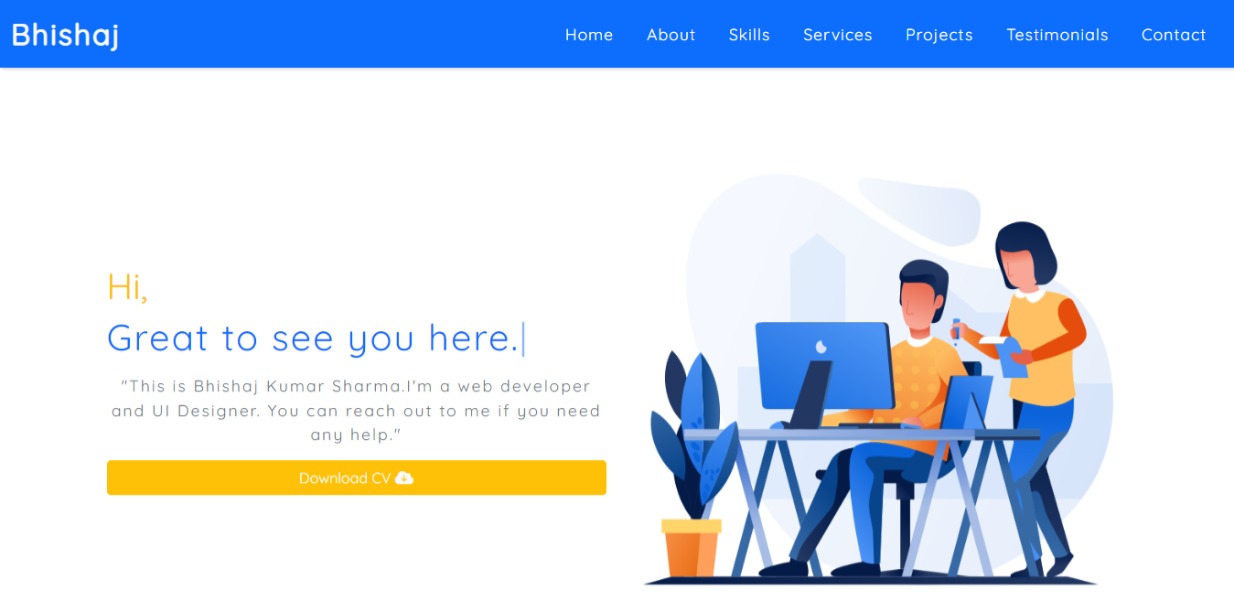 Bhishaj
Home About Skills Services Projects Testimonials Contact
Hi,
Great to see you here.
"This is Bhishaj Kumar Sharma.I'm a web developer
and UI Designer. You can reach out to me if you need
any help."
Download CV